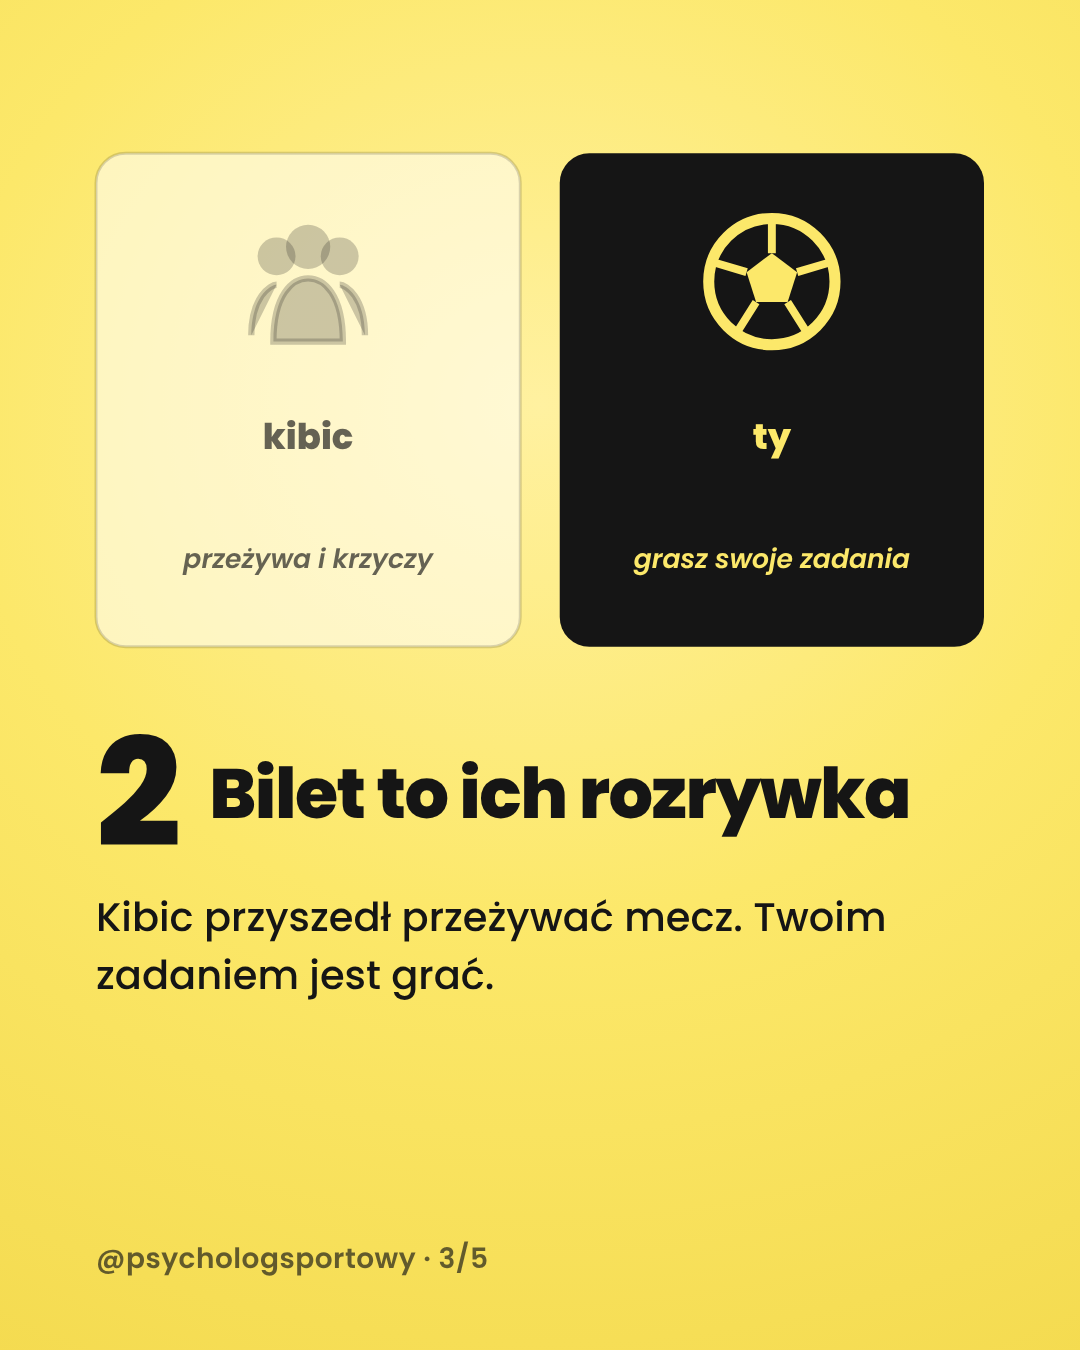 kibic
przeżywa i krzyczy
ty
grasz swoje zadania
2 Bilet to ich rozrywka
Kibic przyszedł przeżywać mecz. Twoim
zadaniem jest grać.
@psychologsportowy · 3/5